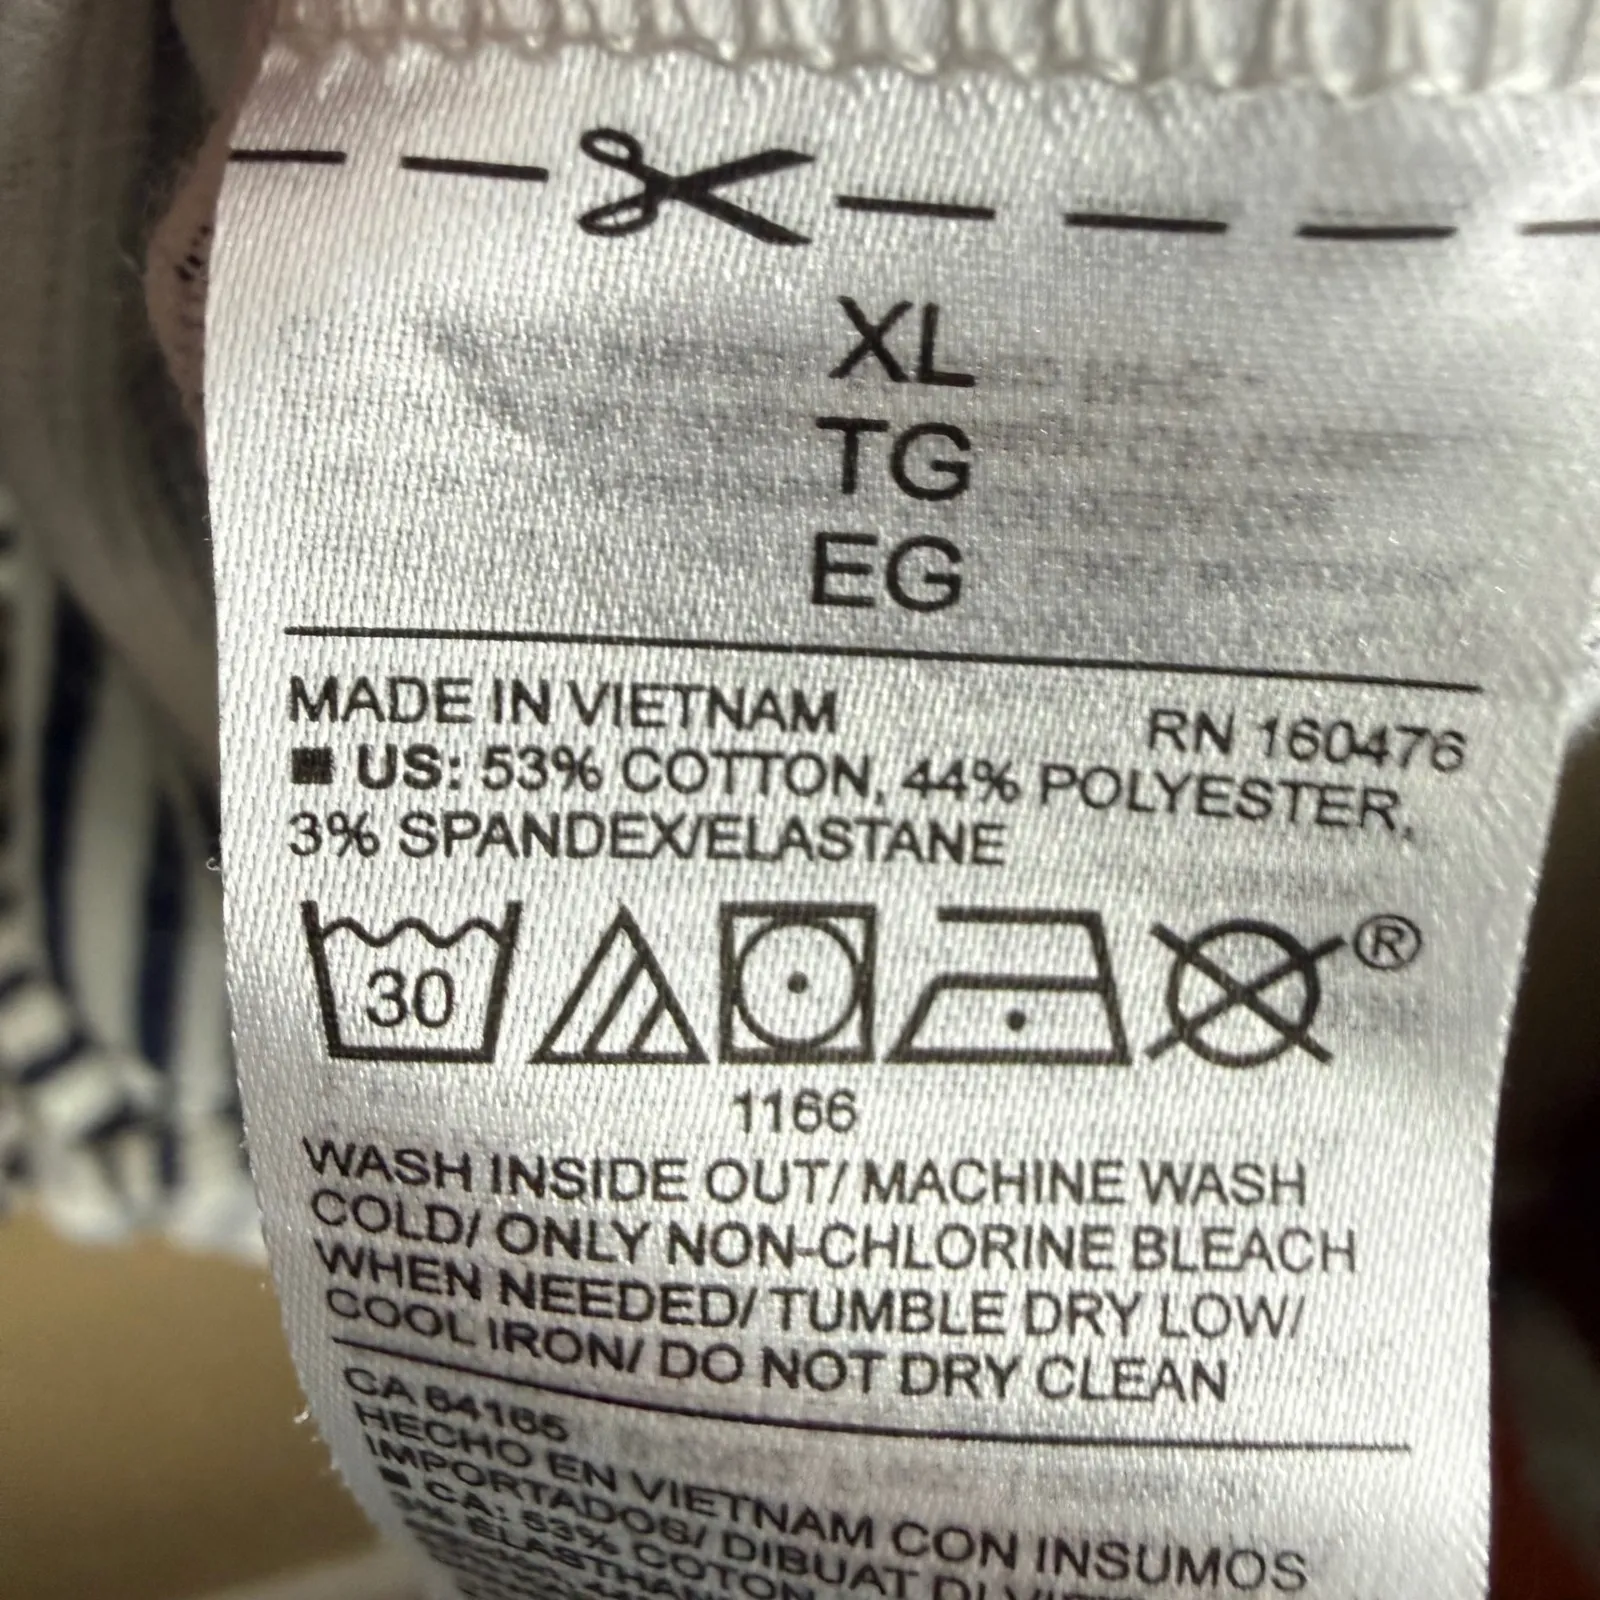 XL
TG
EG
MADE IN VIETNAM RN 160476
US: 53% COTTON, 44% POLYESTER,
3% SPANDEX/ELASTANE
30
®
1166
WASH INSIDE OUT/ MACHINE WASH
COLD/ ONLY NON-CHLORINE BLEACH
WHEN NEEDED/ TUMBLE DRY LOW/
COOL IRON/ DO NOT DRY CLEAN
CA 64165
HECHO EN VIETNAM CON INSUMOS
IMPORTADOS/ DIBUAT DI
CA: 53% COTON,